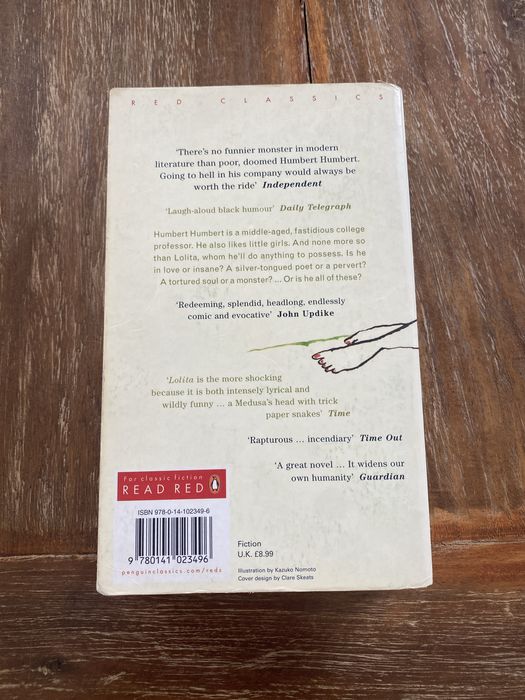 RED CLASSICS
‘There's no funnier monster in modern
literature than poor, doomed Humbert Humbert.
Going to hell in his company would always be
worth the ride’ Independent
‘Laugh-aloud black humour’ Daily Telegraph
Humbert Humbert is a middle-aged, fastidious college
professor. He also likes little girls. And none more so
than Lolita, whom he'll do anything to possess. Is he
in love or insane? A silver-tongued poet or a pervert?
A tortured soul or a monster? ... Or is he all of these?
‘Redeeming, splendid, headlong, endlessly
comic and evocative’ John Updike
‘Lolita is the more shocking
because it is both intensely lyrical and
wildly funny ... a Medusa's head with trick
paper snakes’ Time
‘Rapturous ... incendiary’ Time Out
‘A great novel ... It widens our
own humanity’ Guardian
for classic fiction
READ RED
ISBN 978-0-14-102349-6
9 780141 023496
penguinclassics.com/reds
Fiction
U.K. £8.99
Illustration by Kazuko Nomoto
Cover design by Clare Skeats